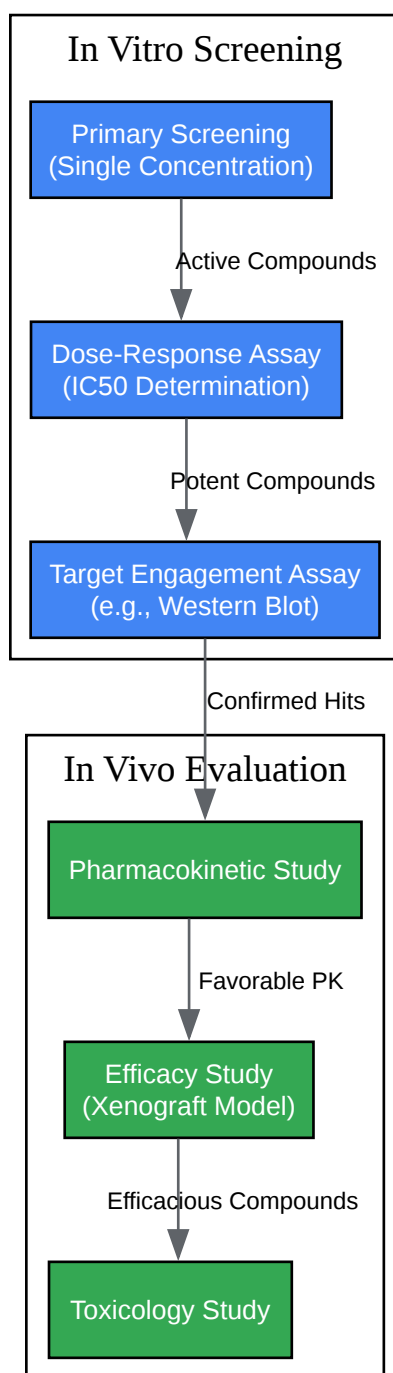 In Vitro Screening
Primary Screening
(Single Concentration)
Active Compounds
Dose-Response Assay
(IC50 Determination)
Potent Compounds
Target Engagement Assay
(e.g., Western Blot)
Confirmed Hits
In Vivo Evaluation
Pharmacokinetic Study
Favorable PK
Efficacy Study
(Xenograft Model)
Efficacious Compounds
Toxicology Study